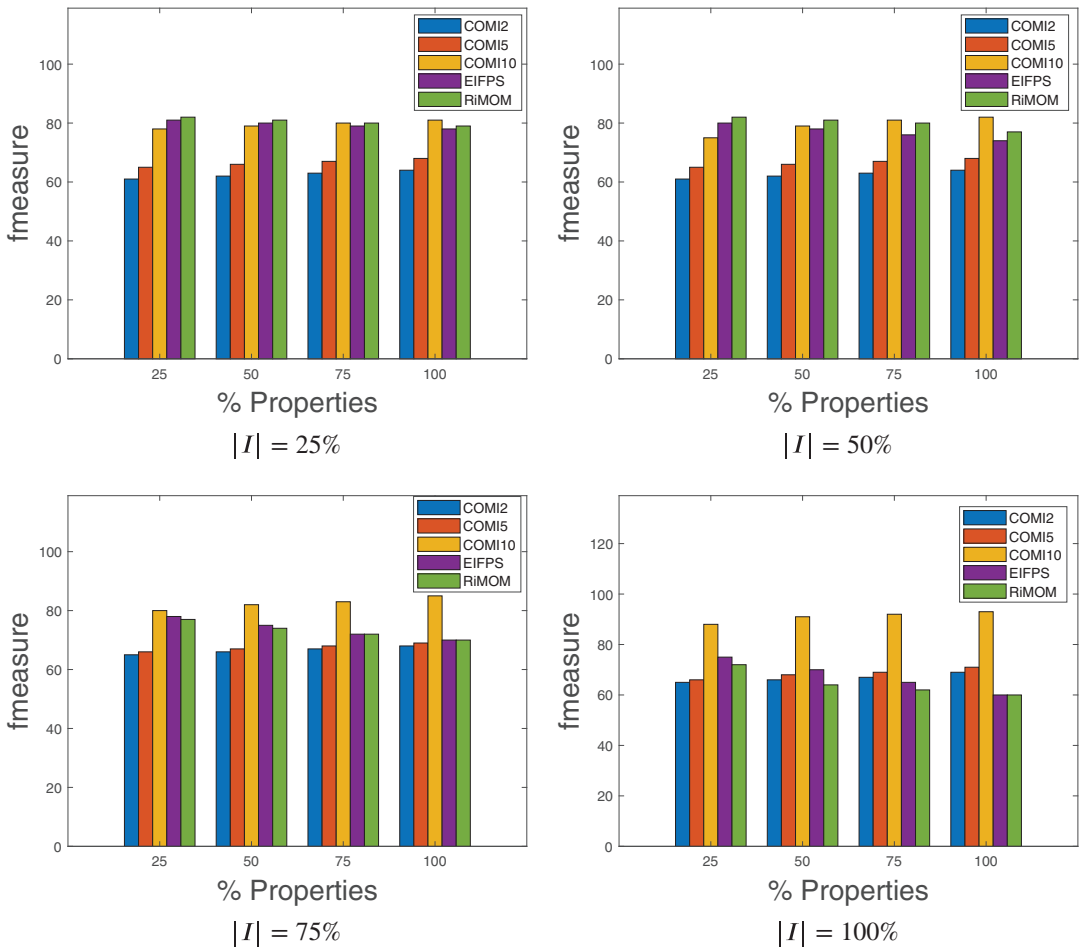 COMI2
COMI5
COMI10
EIFPS
RiMOM
100
80
60
40
20
0
fmeasure
25 50 75 100
% Properties
|I| = 25%
COMI2
COMI5
COMI10
EIFPS
RiMOM
100
80
60
40
20
0
fmeasure
25 50 75 100
% Properties
|I| = 50%
COMI2
COMI5
COMI10
EIFPS
RiMOM
100
80
60
40
20
0
fmeasure
25 50 75 100
% Properties
|I| = 75%
COMI2
COMI5
COMI10
EIFPS
RiMOM
120
100
80
60
40
20
0
fmeasure
25 50 75 100
% Properties
|I| = 100%